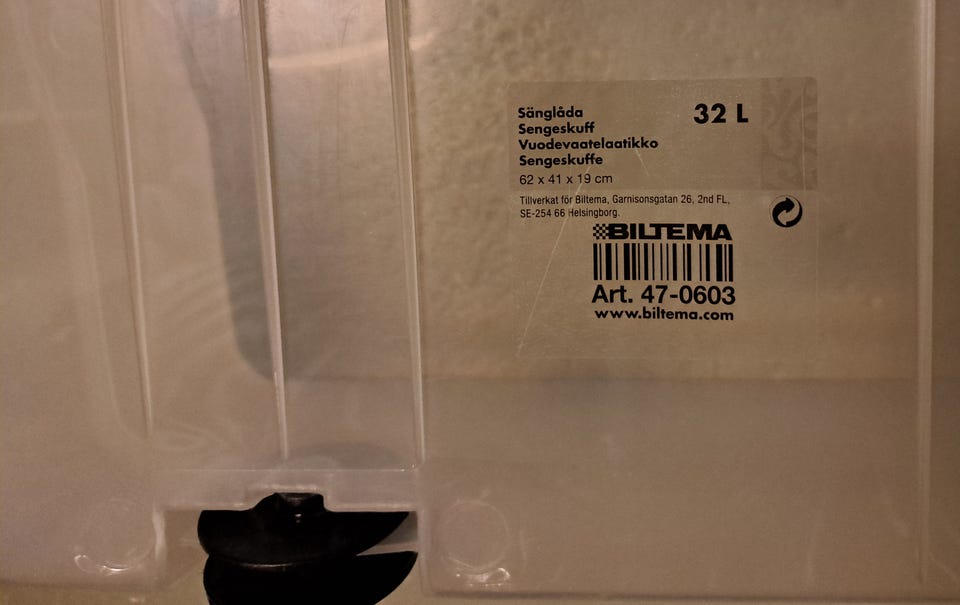 Sänglåda
Sengeskuff
Vuodevaatelaatikko
Sengeskuffe
32 L
62 x 41 x 19 cm
Tillverkat för Biltema, Garnisonsgatan 26, 2nd FL,
SE-254 66 Helsingborg.
BILTEMA
Art. 47-0603
www.biltema.com